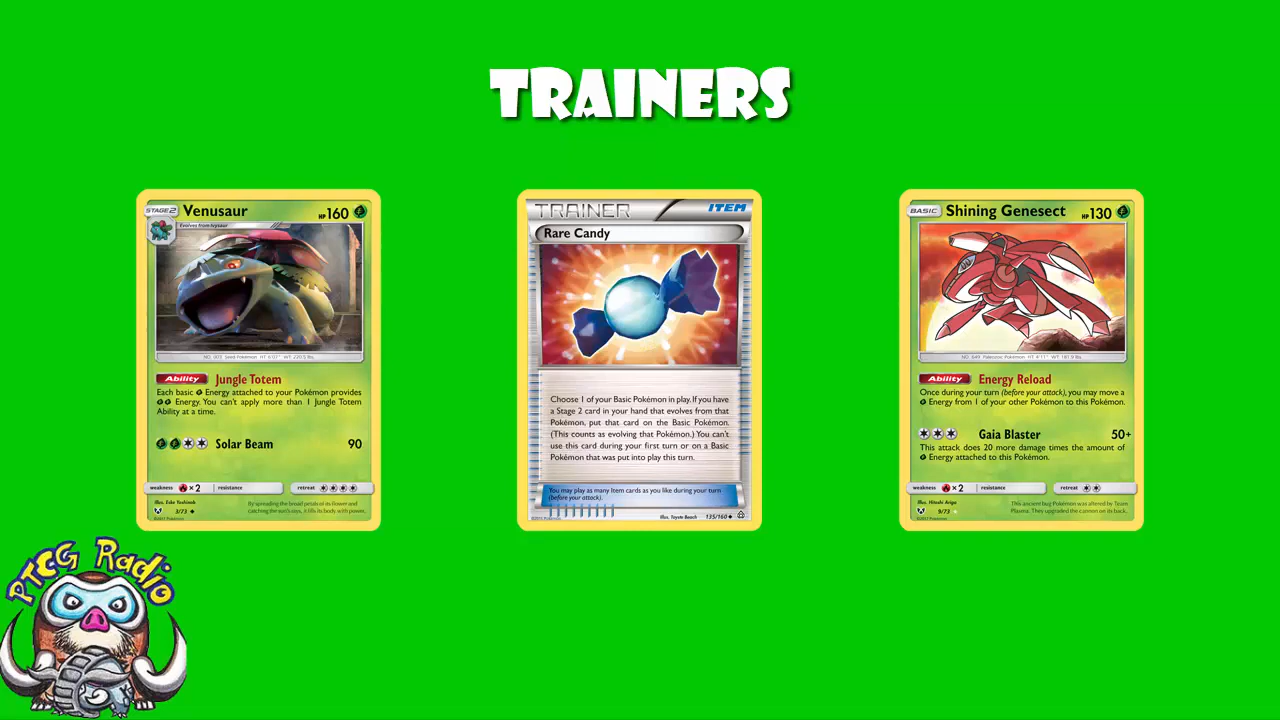 TRAINERS
STAGE2 Venusaur HP160
Evolves from Ivysaur
NO. 003 Seed Pokémon HT: 6'07" WT: 220.5 lbs.
Ability Jungle Totem
Each basic Energy attached to your Pokémon provides
Energy. You can't apply more than 1 Jungle Totem
Ability at a time.
Solar Beam 90
weakness ×2 resistance retreat
Illus. Eske Yoshinob
By spreading the broad petals of its flower and
catching the sun's rays, it fills its body with power.
3/73
©2017 Pokémon
TRAINER ITEM
Rare Candy
Choose 1 of your Basic Pokémon in play. If you have
a Stage 2 card in your hand that evolves from that
Pokémon, put that card on the Basic Pokémon.
(This counts as evolving that Pokémon.) You can't
use this card during your first turn or on a Basic
Pokémon that was put into play this turn.
You may play as many Item cards as you like during your turn
(before your attack).
Illus. Toyste Beach 135/160
BASIC Shining Genesect HP130
NO. 649 Paleozoic Pokémon HT: 4'11" WT: 181.9 lbs.
Ability Energy Reload
Once during your turn (before your attack), you may move a
Energy from 1 of your other Pokémon to this Pokémon.
Gaia Blaster 50+
This attack does 20 more damage times the amount of
Energy attached to this Pokémon.
weakness ×2 resistance retreat
Illus. Hitoshi Ariga
This ancient bug Pokémon was altered by Team
Plasma. They upgraded the cannon on its back.
9/73
©2017 Pokémon
PTCG Radio